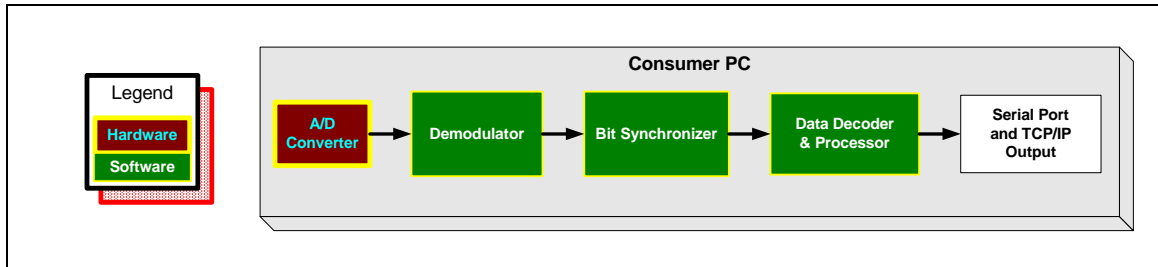 Legend
Hardware
Software
Consumer PC
A/D
Converter
Demodulator
Bit Synchronizer
Data Decoder
& Processor
Serial Port
and TCP/IP
Output